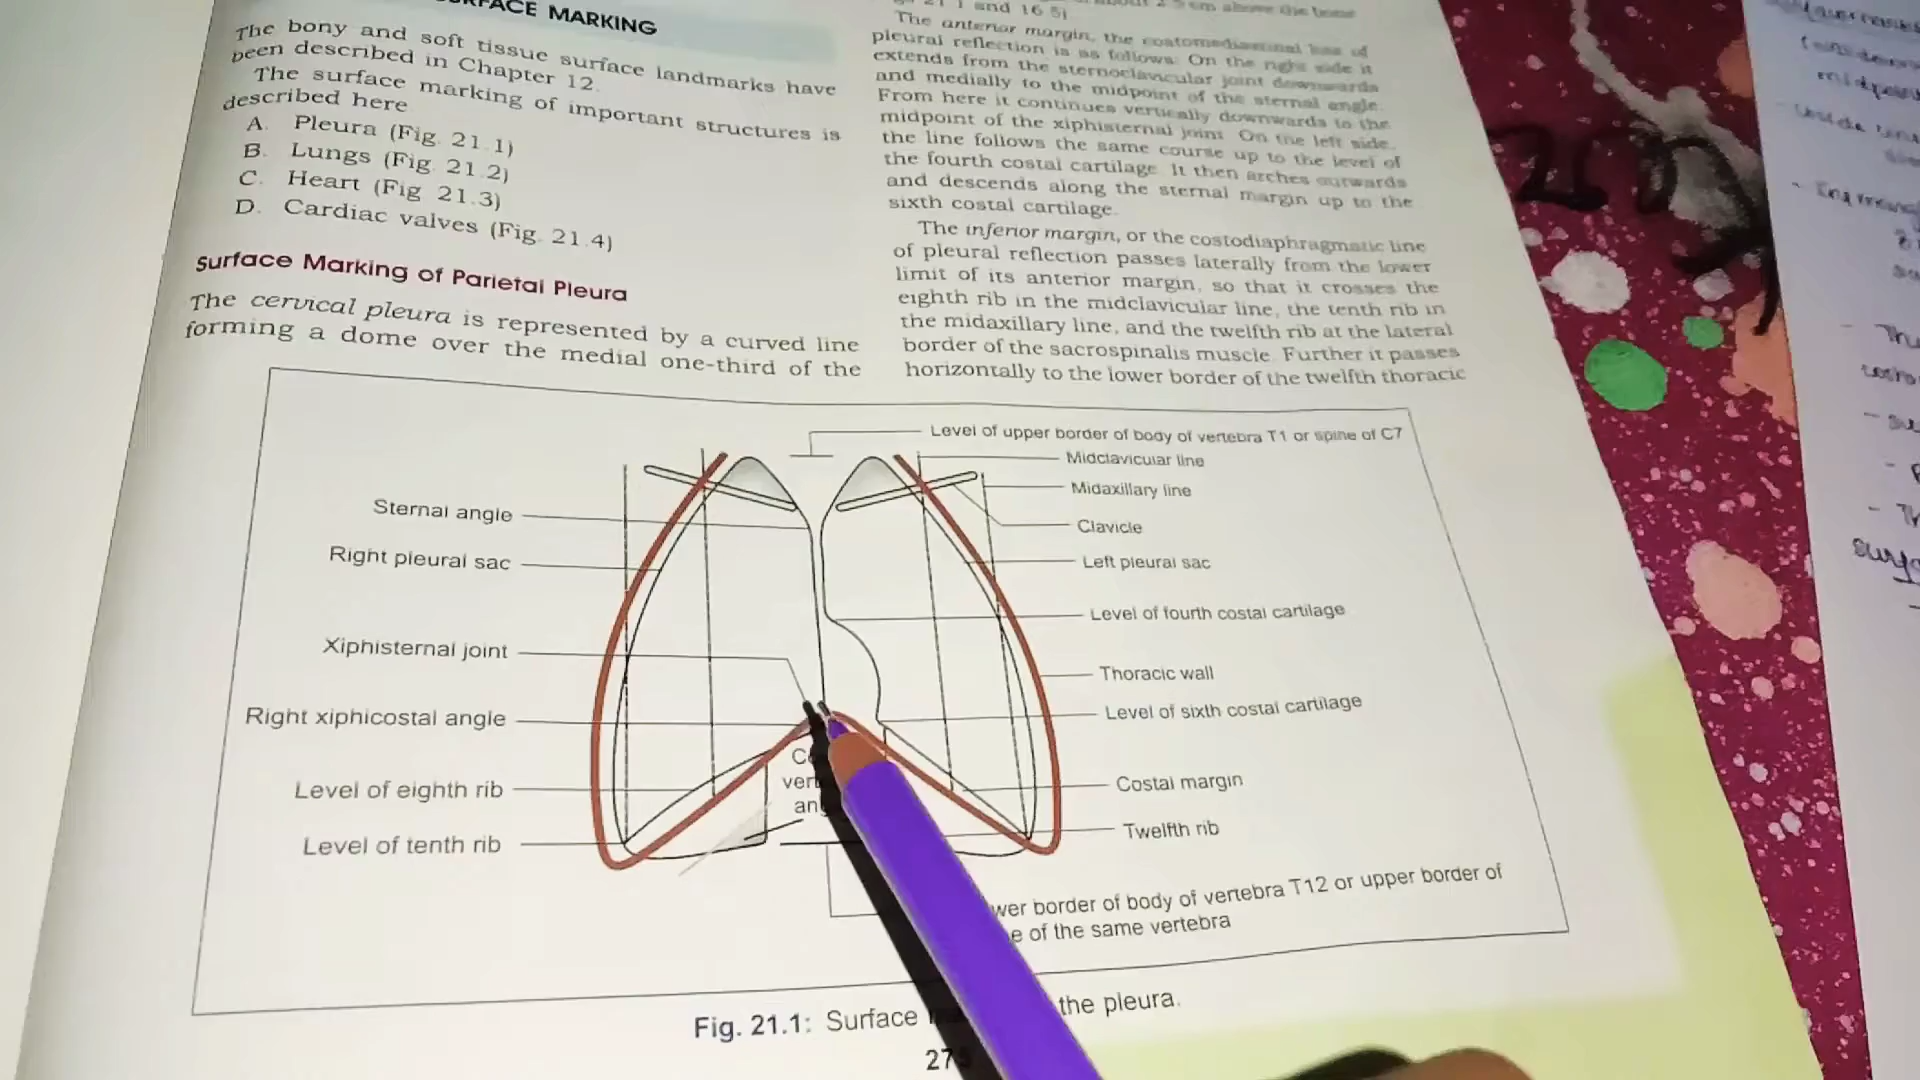 SURFACE MARKING
The bony and soft tissue surface landmarks have
been described in Chapter 12.
The surface marking of important structures is
described here
A. Pleura (Fig. 21.1)
B. Lungs (Fig. 21.2)
C. Heart (Fig 21.3)
D. Cardiac valves (Fig. 21.4)
Surface Marking of Parietal Pleura
The cervical pleura is represented by a curved line
forming a dome over the medial one-third of the
2.5 cm above the
and 16.5)
The anterior margin, the costomediastinal line of
pleural reflection is as follows: On the right side it
extends from the sternoclavicular joint downwards
and medially to the midpoint of the sternal angle.
From here it continues vertically downwards to the
midpoint of the xiphisternal joint. On the left side,
the line follows the same course up to the level of
the fourth costal cartilage. It then arches outwards
and descends along the sternal margin up to the
sixth costal cartilage.
The inferior margin, or the costodiaphragmatic line
of pleural reflection passes laterally from the lower
limit of its anterior margin, so that it crosses the
eighth rib in the midclavicular line, the tenth rib in
the midaxillary line, and the twelfth rib at the lateral
border of the sacrospinalis muscle. Further it passes
horizontally to the lower border of the twelfth thoracic
Level of upper border of body of vertebra T1 or spine of C7
Midclavicular line
Midaxillary line
Clavicle
Left pleural sac
Level of fourth costal cartilage
Thoracic wall
Level of sixth costal cartilage
Costal margin
Twelfth rib
Sternal angle
Right pleural sac
Xiphisternal joint
Right xiphicostal angle
Level of eighth rib
Level of tenth rib
wer border of body of vertebra T12 or upper border of
e of the same vertebra
Fig. 21.1: Surface the pleura.